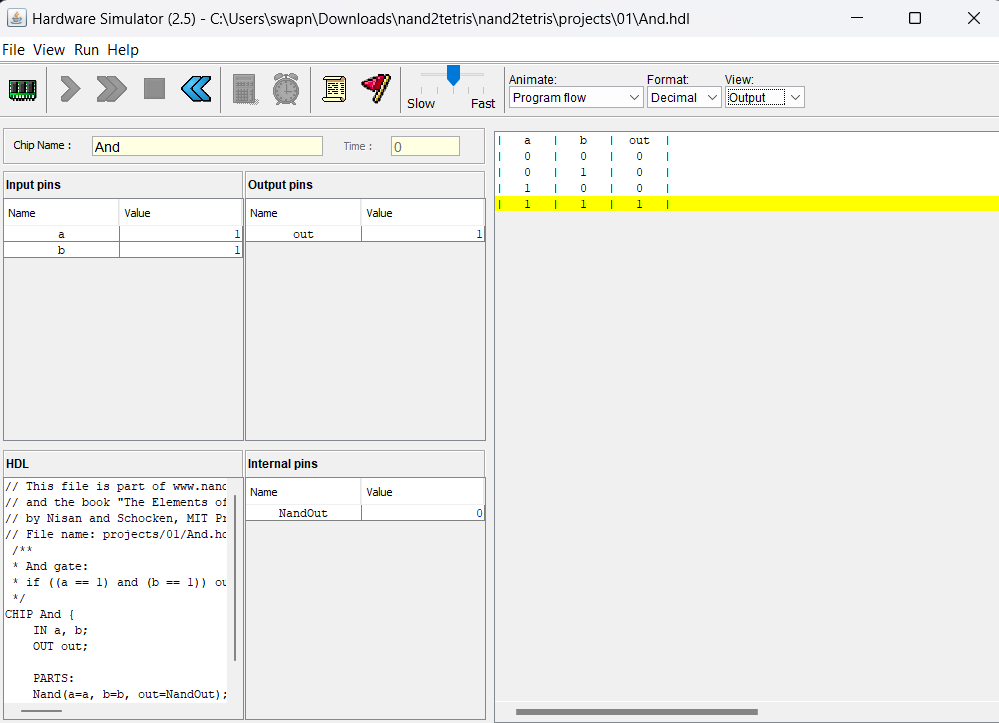 Hardware Simulator (2.5) - C:\Users\swapn\Downloads\nand2tetris\nand2tetris\projects\01\And.hdl
File View Run Help
Slow Fast
Animate:
Program flow
Format:
Decimal
View:
Output
Chip Name :
And
Time :
0
Input pins
Name Value
a 1
b 1
Output pins
Name Value
out 1
HDL
// This file is part of www.nand
// and the book "The Elements of
// by Nisan and Schocken, MIT Pr
// File name: projects/01/And.hd
/**
* And gate:
* if ((a == 1) and (b == 1)) ou
*/
CHIP And {
IN a, b;
OUT out;
PARTS:
Nand(a=a, b=b, out=NandOut);
Internal pins
Name Value
NandOut 0
| a | b | out |
| 0 | 0 | 0 |
| 0 | 1 | 0 |
| 1 | 0 | 0 |
| 1 | 1 | 1 |